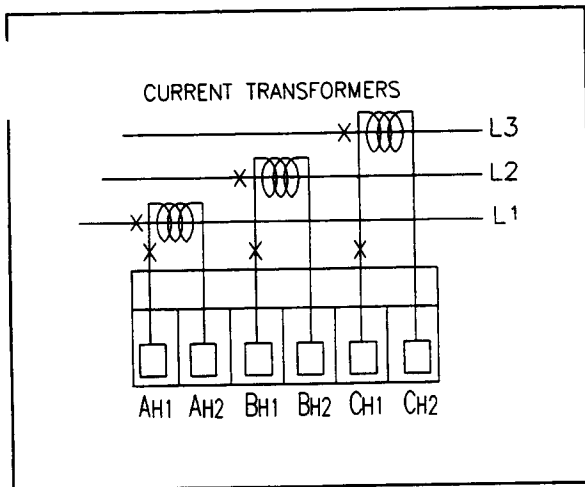 CURRENT TRANSFORMERS
L3
L2
L1
AH1 AH2 BH1 BH2 CH1 CH2